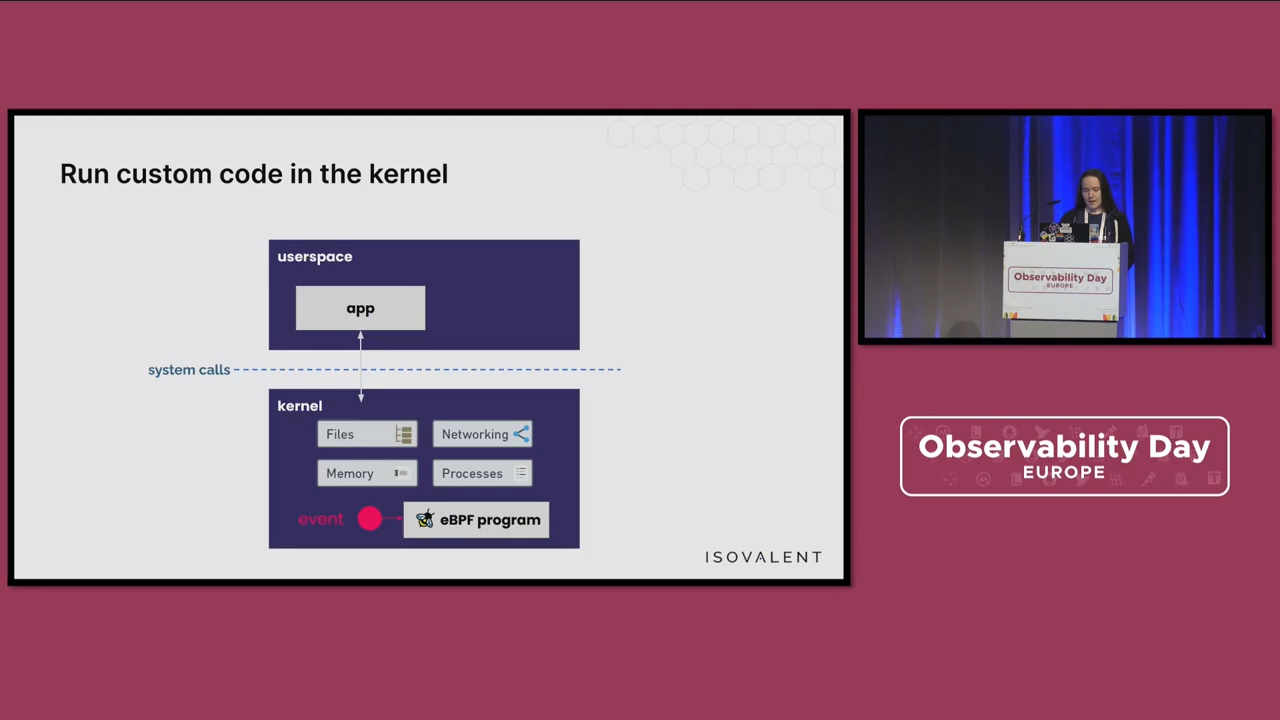 Run custom code in the kernel
userspace
app
system calls
kernel
Files
Networking
Memory
Processes
event
eBPF program
ISOVALENT
Observability Day
EUROPE
Observability Day
EUROPE